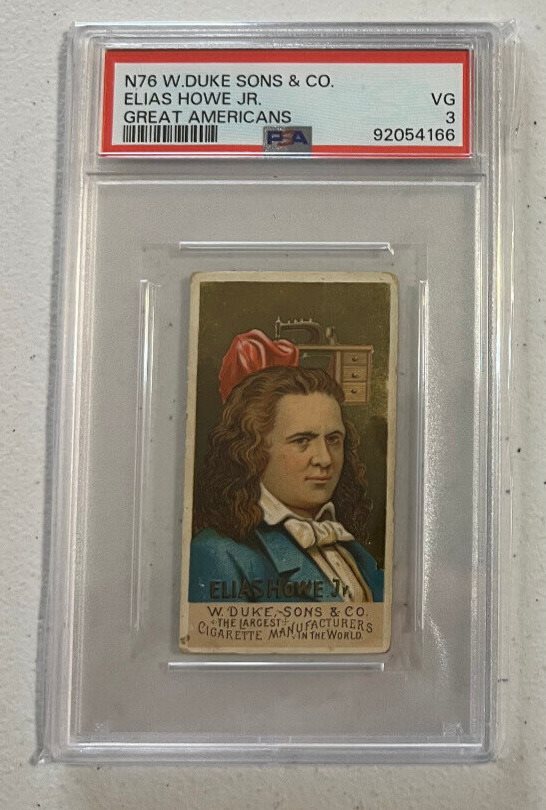 N76 W.DUKE SONS & CO.
ELIAS HOWE JR. VG
GREAT AMERICANS 3
PSA 92054166
ELIAS HOWE Jr.
W. DUKE, SONS & CO.
THE LARGEST
CIGARETTE MANUFACTURERS
IN THE WORLD.